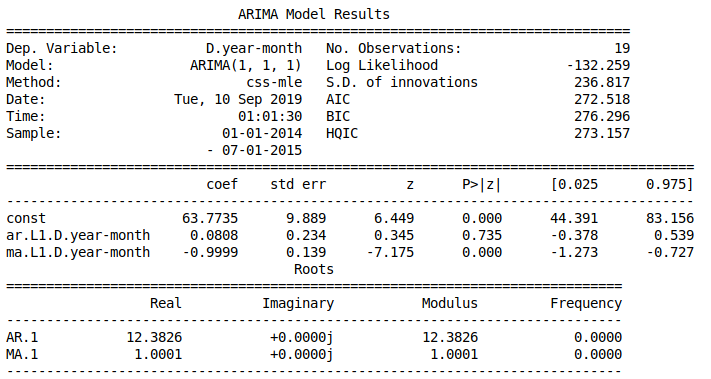 ARIMA Model Results
==============================================================================
Dep. Variable:           D.year-month   No. Observations:                   19
Model:                 ARIMA(1, 1, 1)   Log Likelihood                -132.259
Method:                       css-mle   S.D. of innovations            236.817
Date:                Tue, 10 Sep 2019   AIC                            272.518
Time:                        01:01:30   BIC                            276.296
Sample:                    01-01-2014   HQIC                           273.157
                         - 07-01-2015
======================================================================================
                         coef    std err          z      P>|z|      [0.025      0.975]
--------------------------------------------------------------------------------------
const                 63.7735      9.889      6.449      0.000      44.391      83.156
ar.L1.D.year-month     0.0808      0.234      0.345      0.735      -0.378       0.539
ma.L1.D.year-month    -0.9999      0.139     -7.175      0.000      -1.273      -0.727
                                    Roots
=============================================================================
                  Real          Imaginary           Modulus         Frequency
-----------------------------------------------------------------------------
AR.1           12.3826           +0.0000j           12.3826            0.0000
MA.1            1.0001           +0.0000j            1.0001            0.0000
-----------------------------------------------------------------------------